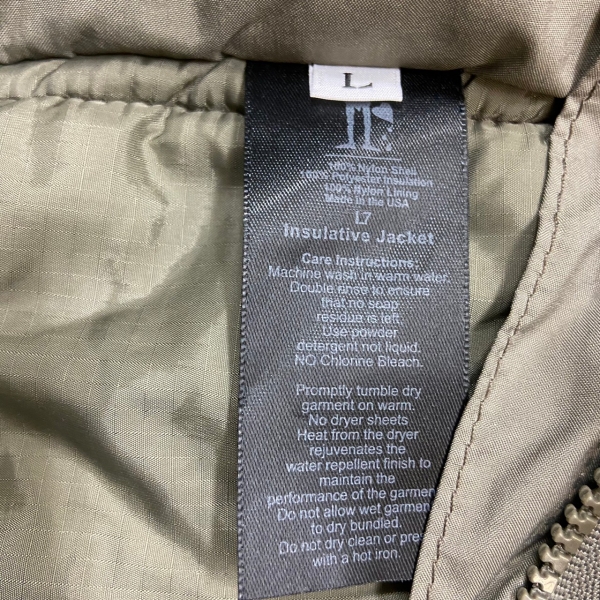 L
100% Nylon Shell
100% Polyester Insulation
100% Nylon Lining
Made in the USA
L7
Insulative Jacket
Care Instructions:
Machine wash in warm water.
Double rinse to ensure
that no soap
residue is left.
Use powder
detergent not liquid.
NO Chlorine Bleach.
Promptly tumble dry
garment on warm.
No dryer sheets
Heat from the dryer
rejuvenates the
water repellent finish to
maintain the
performance of the garmen
Do not allow wet garmen
to dry bundled.
Do not dry clean or pre
with a hot iron.